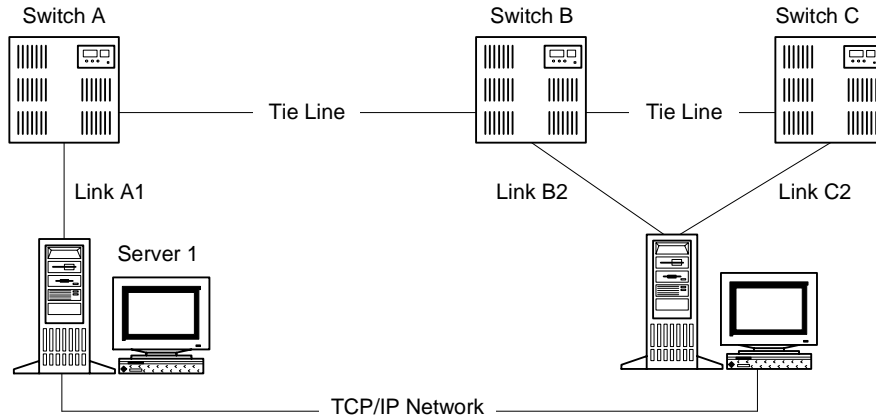 Switch A
Switch B
Switch C
Tie Line
Tie Line
Link A1
Link B2
Link C2
Server 1
TCP/IP Network